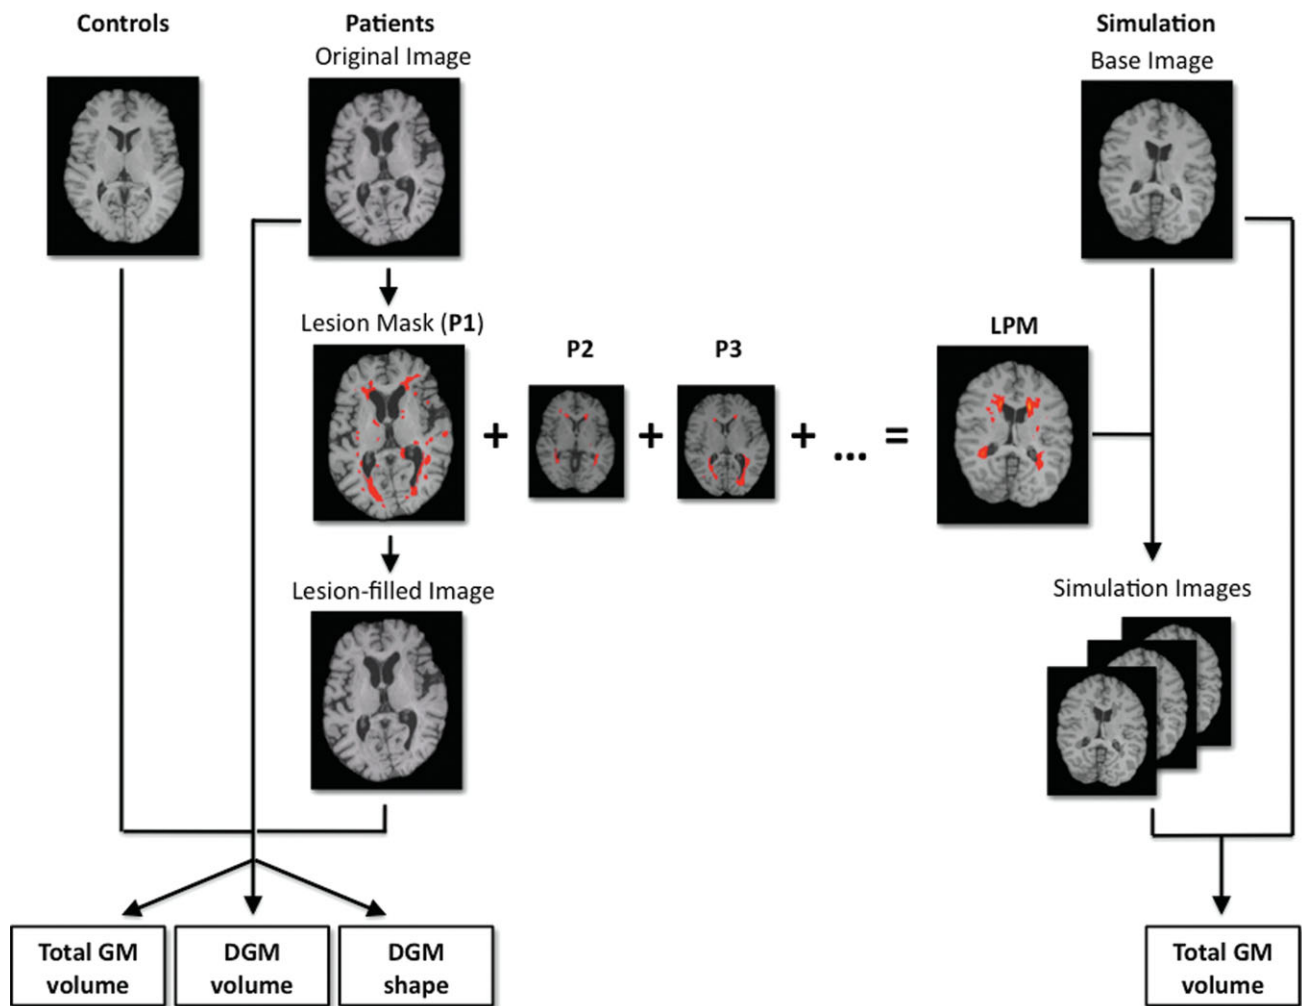 Controls
Patients
Original Image
Simulation
Base Image
Lesion Mask (P1)
P2
P3
LPM
+ + + ... =
Lesion-filled Image
Simulation Images
Total GM
volume
DGM
volume
DGM
shape
Total GM
volume